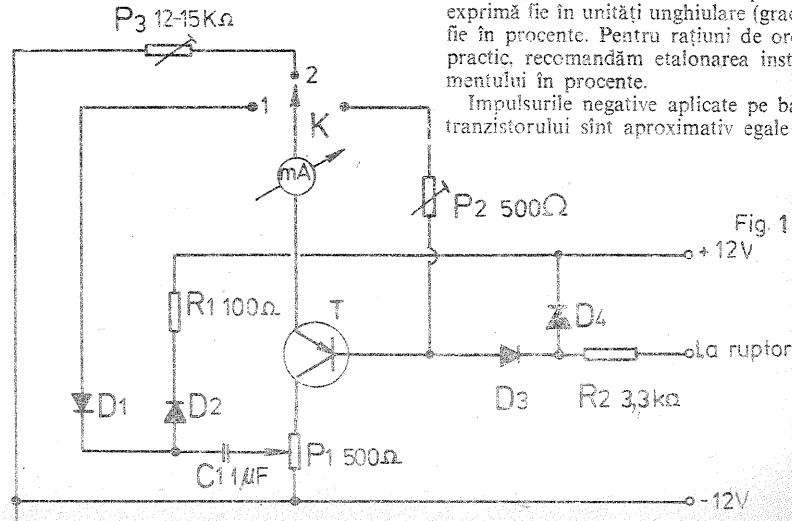 exprimă fie în unități unghiulare (grad
fie în procente. Pentru rațiuni de ord
practic, recomandăm etalonarea inst
mentului în procente.
Impulsurile negative aplicate pe ba
tranzistorului sînt aproximativ egale
P3 12-15KΩ
2
1
K
mA
P2 500Ω
Fig. 1
+12V
R1 100Ω
T
D4
La ruptor
D1
D2
D3
R2 3,3kΩ
C1 1μF
P1 500Ω
-12V